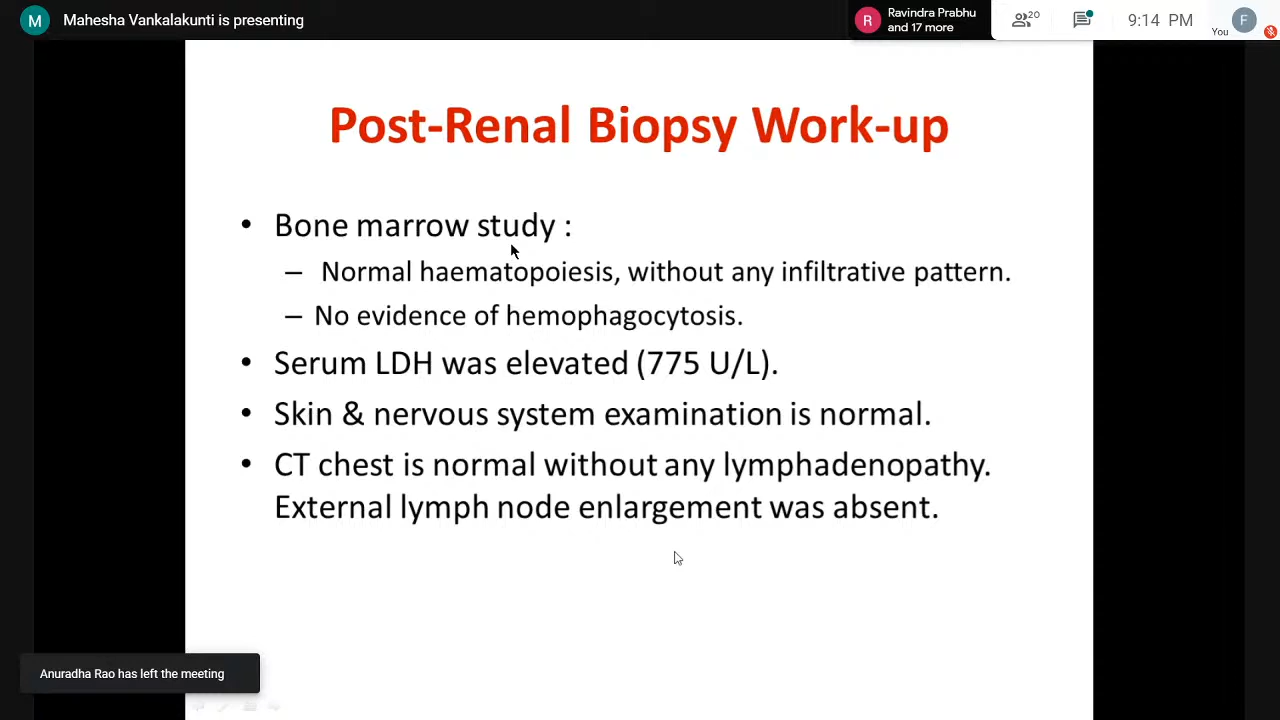 M Mahesha Vankalakunti is presenting
R Ravindra Prabhu
and 17 more
20
9:14 PM
You
F
Post-Renal Biopsy Work-up
• Bone marrow study :
– Normal haematopoiesis, without any infiltrative pattern.
– No evidence of hemophagocytosis.
• Serum LDH was elevated (775 U/L).
• Skin & nervous system examination is normal.
• CT chest is normal without any lymphadenopathy.
External lymph node enlargement was absent.
Anuradha Rao has left the meeting